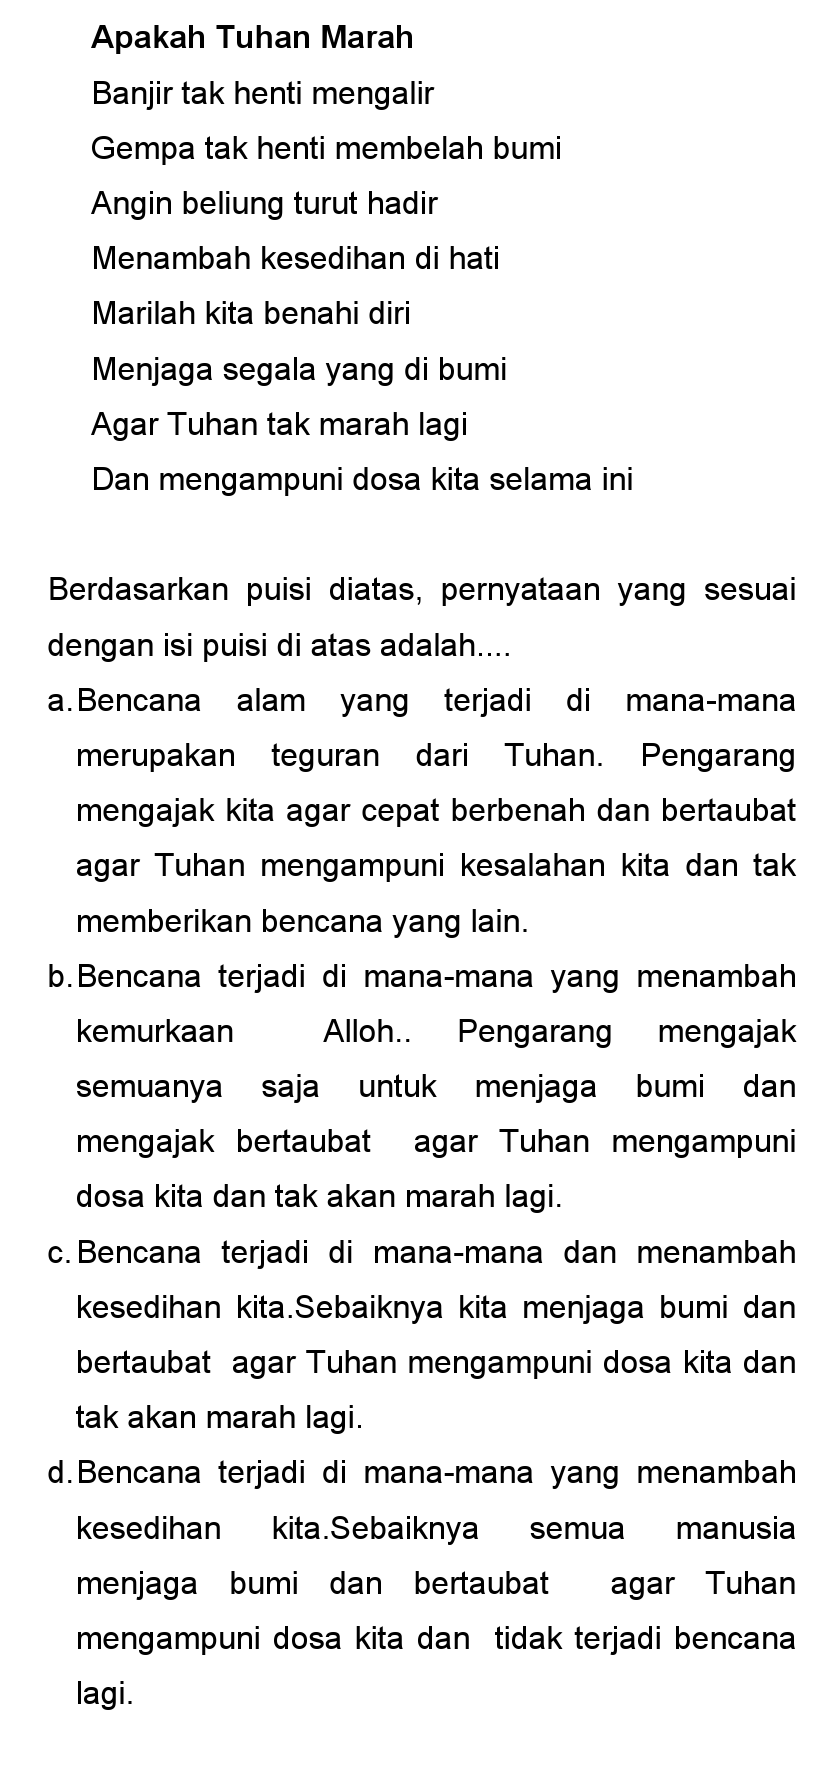 Apakah Tuhan Marah
Banjir tak henti mengalir
Gempa tak henti membelah bumi
Angin beliung turut hadir
Menambah kesedihan di hati
Marilah kita benahi diri
Menjaga segala yang di bumi
Agar Tuhan tak marah lagi
Dan mengampuni dosa kita selama ini
Berdasarkan puisi diatas, pernyataan yang sesuai
dengan isi puisi di atas adalah....
a. Bencana alam yang terjadi di mana-mana
merupakan teguran dari Tuhan. Pengarang
mengajak kita agar cepat berbenah dan bertaubat
agar Tuhan mengampuni kesalahan kita dan tak
memberikan bencana yang lain.
b. Bencana terjadi di mana-mana yang menambah
kemurkaan Alloh.. Pengarang mengajak
semuanya saja untuk menjaga bumi dan
mengajak bertaubat agar Tuhan mengampuni
dosa kita dan tak akan marah lagi.
c. Bencana terjadi di mana-mana dan menambah
kesedihan kita.Sebaiknya kita menjaga bumi dan
bertaubat agar Tuhan mengampuni dosa kita dan
tak akan marah lagi.
d. Bencana terjadi di mana-mana yang menambah
kesedihan kita.Sebaiknya semua manusia
menjaga bumi dan bertaubat agar Tuhan
mengampuni dosa kita dan tidak terjadi bencana
lagi.